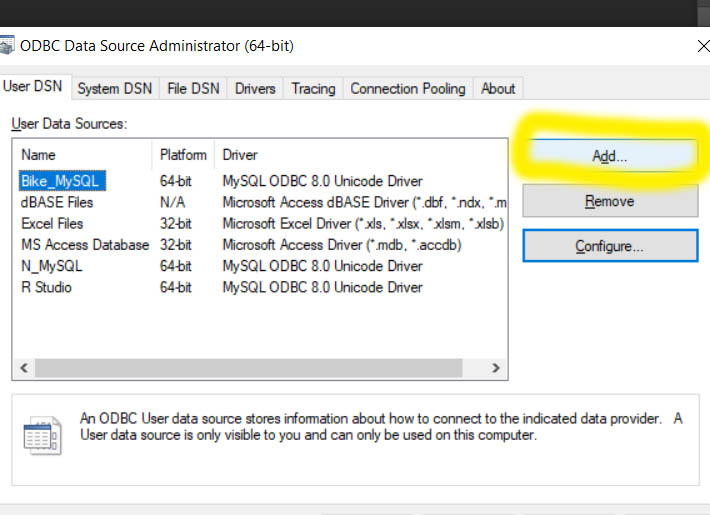 ODBC Data Source Administrator (64-bit)
User DSN System DSN File DSN Drivers Tracing Connection Pooling About
User Data Sources:
Name Platform Driver
Bike_MySQL 64-bit MySQL ODBC 8.0 Unicode Driver
dBASE Files N/A Microsoft Access dBASE Driver (*.dbf, *.ndx, *.m
Excel Files 32-bit Microsoft Excel Driver (*.xls, *.xlsx, *.xlsm, *.xlsb)
MS Access Database 32-bit Microsoft Access Driver (*.mdb, *.accdb)
N_MySQL 64-bit MySQL ODBC 8.0 Unicode Driver
R Studio 64-bit MySQL ODBC 8.0 Unicode Driver
Add...
Remove
Configure...
An ODBC User data source stores information about how to connect to the indicated data provider. A
User data source is only visible to you and can only be used on this computer.